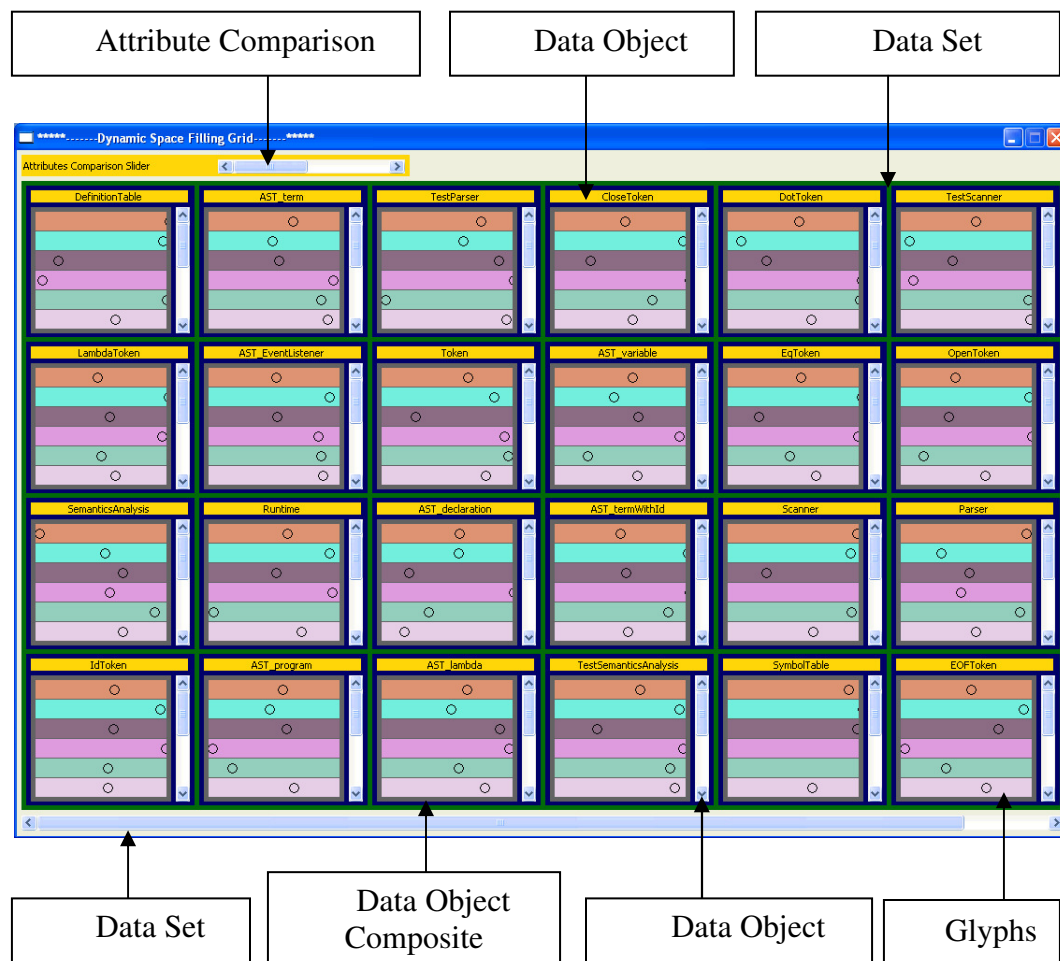 Attribute Comparison
Data Object
Data Set
*****-------Dynamic Space Filling Grid-------*****
Attributes Comparison Slider
DefinitionTable
AST_term
TestParser
CloseToken
DotToken
TestScanner
LambdaToken
AST_EventListener
Token
AST_variable
EqToken
OpenToken
SemanticsAnalysis
Runtime
AST_declaration
AST_termWithId
Scanner
Parser
IdToken
AST_program
AST_lambda
TestSemanticsAnalysis
SymbolTable
EOFToken
Data Set
Data Object
Composite
Data Object
Glyphs